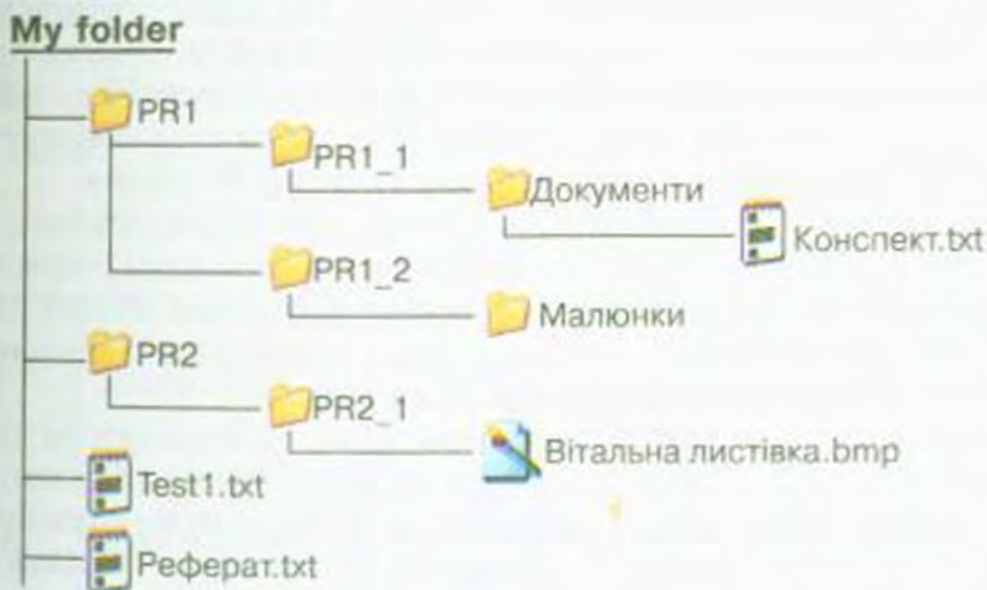 My folder
PR1
PR1_1
Документи
Конспект.txt
PR1_2
Малюнки
PR2
PR2_1
Вітальна листівка.bmp
Test1.txt
Реферат.txt